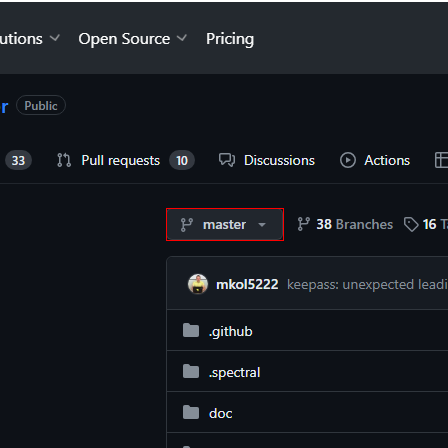 utions Open Source Pricing
r Public
33 Pull requests 10 Discussions Actions
master 38 Branches 16 T
mkol5222 keepass: unexpected leadi
.github
.spectral
doc